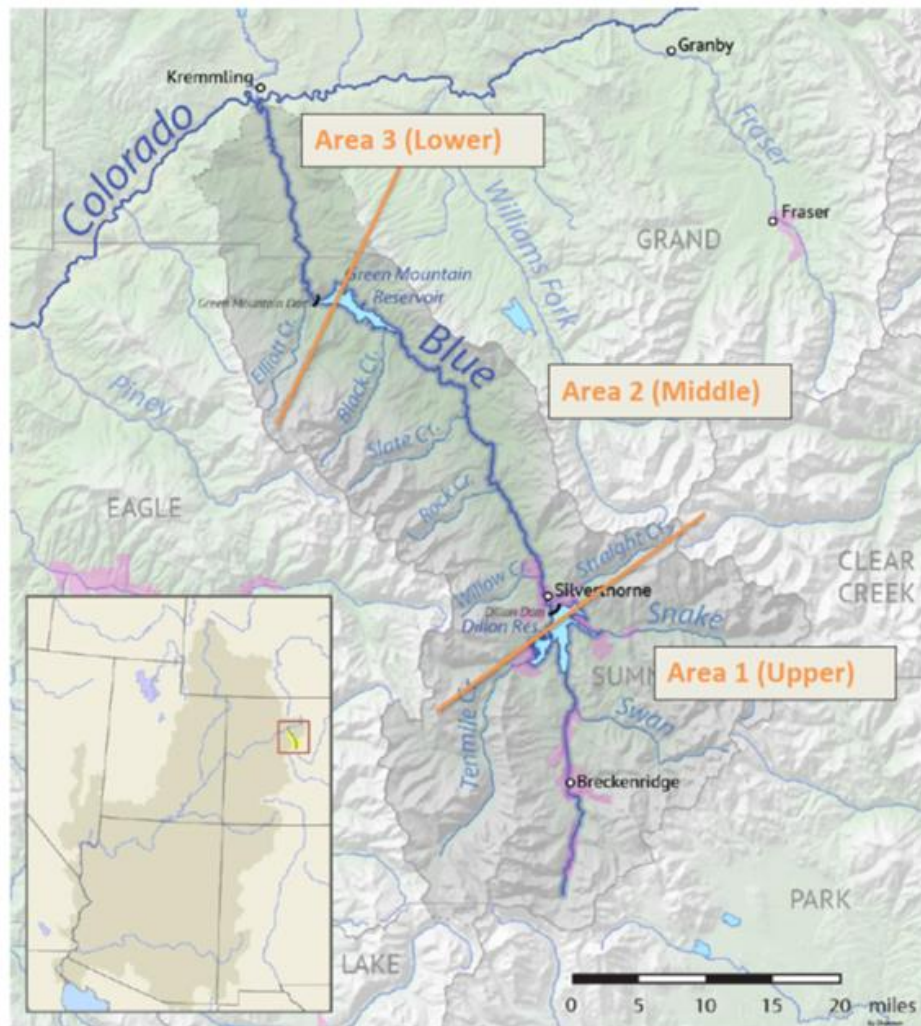 Granby
Kremmling
Colorado
Area 3 (Lower)
Fraser
Williams Fork
Fraser
GRAND
Green Mountain
Reservoir
Green Mountain Dam
Elliott Cr.
Blue
Black Cr.
Piney
Area 2 (Middle)
Slate Cr.
EAGLE
Rock Cr.
Straight Cr.
CLEAR
CREEK
Willow Cr.
Silverthorne
Dillon Dam
Dillon Res.
Snake
SUMM
Area 1 (Upper)
Swan
Tenmile Cr.
Breckenridge
PARK
LAKE
0 5 10 15 20 miles